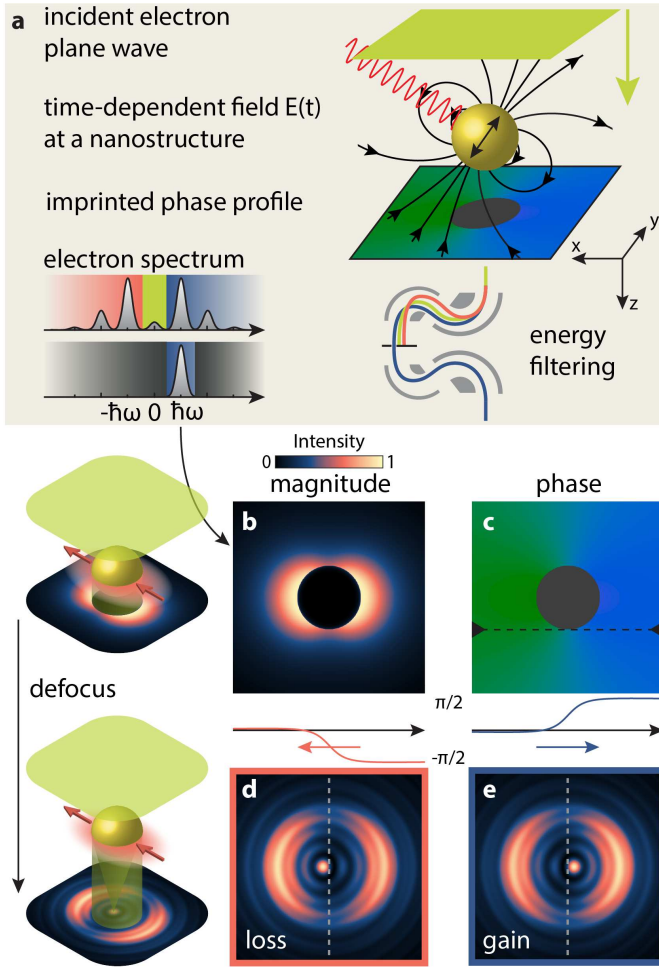 a
incident electron
plane wave
time-dependent field E(t)
at a nanostructure
imprinted phase profile
electron spectrum
x
y
z
energy
filtering
-ħω 0 ħω
Intensity
0 1
magnitude
phase
b
c
defocus
π/2
-π/2
d
e
loss
gain